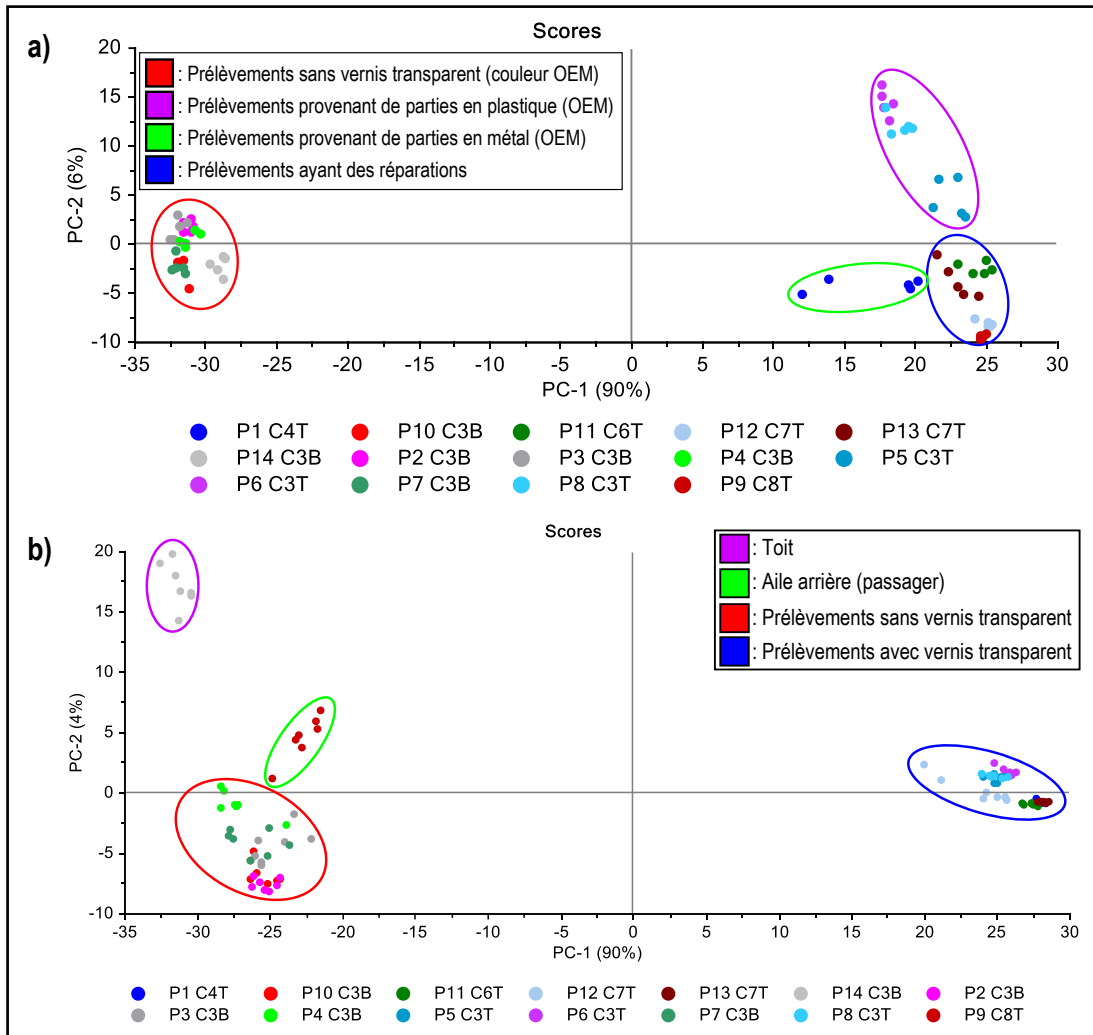 a)
Scores
: Prélèvements sans vernis transparent (couleur OEM)
: Prélèvements provenant de parties en plastique (OEM)
: Prélèvements provenant de parties en métal (OEM)
: Prélèvements ayant des réparations
PC-2 (6%)
20
15
10
5
0
-5
-10
-35 -30 -25 -20 -15 -10 -5 0 5 10 15 20 25 30
PC-1 (90%)
P1 C4T P10 C3B P11 C6T P12 C7T P13 C7T
P14 C3B P2 C3B P3 C3B P4 C3B P5 C3T
P6 C3T P7 C3B P8 C3T P9 C8T
b)
Scores
: Toit
: Aile arrière (passager)
: Prélèvements sans vernis transparent
: Prélèvements avec vernis transparent
PC-2 (4%)
20
15
10
5
0
-5
-10
-35 -30 -25 -20 -15 -10 -5 0 5 10 15 20 25 30
PC-1 (90%)
P1 C4T P10 C3B P11 C6T P12 C7T P13 C7T P14 C3B P2 C3B
P3 C3B P4 C3B P5 C3T P6 C3T P7 C3B P8 C3T P9 C8T